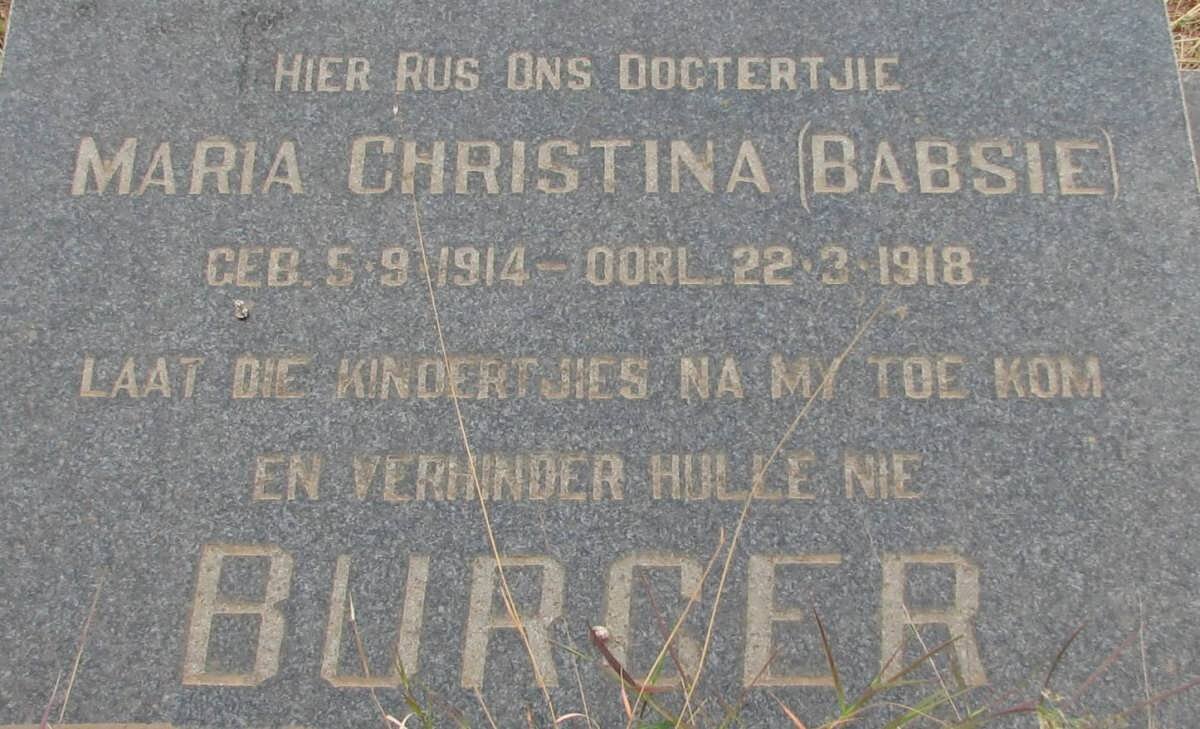 HIER RUS ONS DOCTERTJIE
MARIA CHRISTINA (BABSIE)
GEB. 5·9·1914 - OORL. 22·3·1918.
LAAT DIE KINDERTJIES NA MY TOE KOM
EN VERHINDER HULLE NIE
BURGER